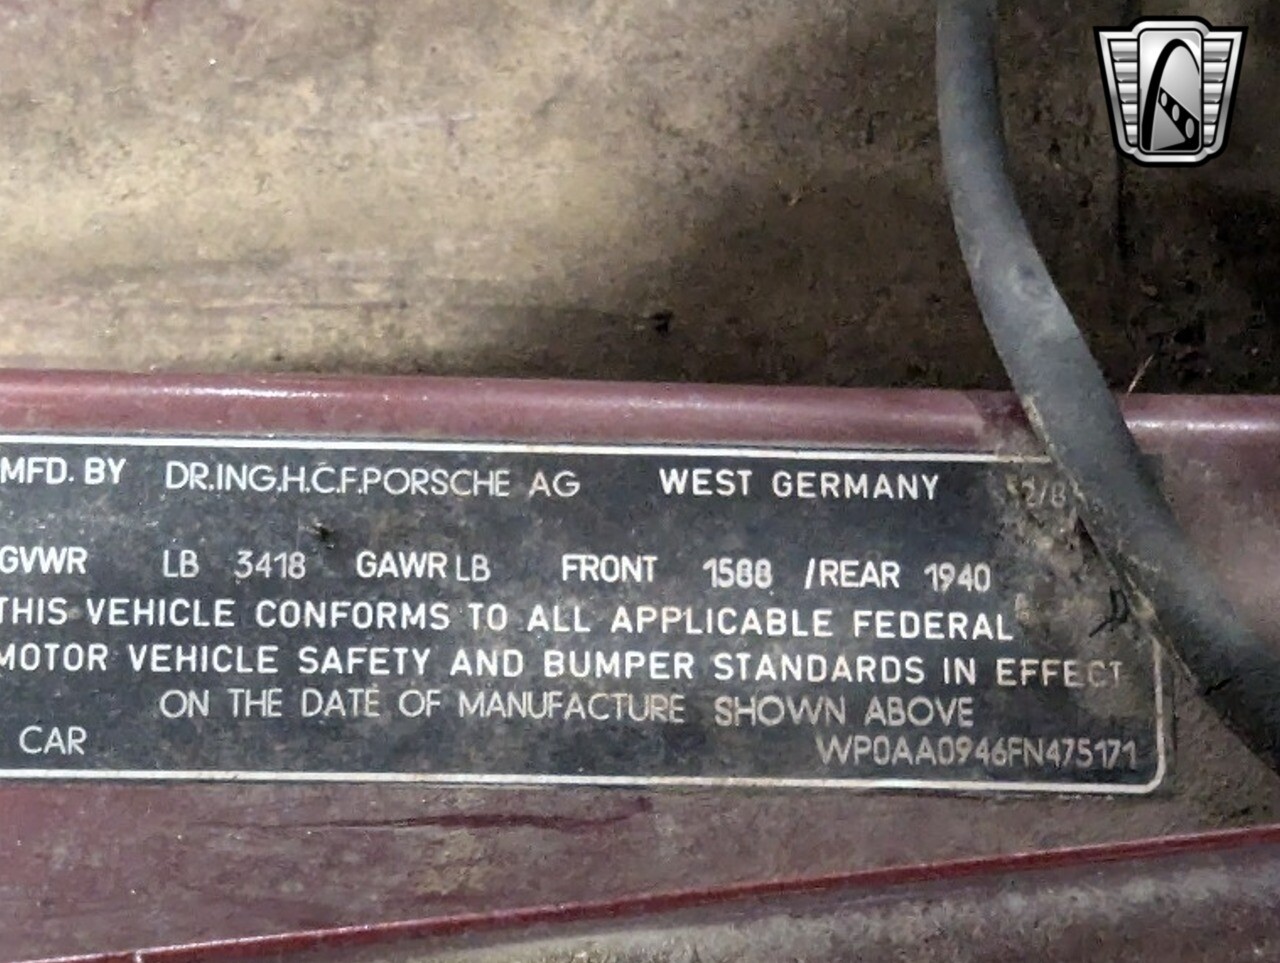 MFD. BY DR.ING.H.C.F.PORSCHE AG WEST GERMANY
GVWR LB 3418 GAWR LB FRONT 1588 /REAR 1940
THIS VEHICLE CONFORMS TO ALL APPLICABLE FEDERAL
MOTOR VEHICLE SAFETY AND BUMPER STANDARDS IN EFFECT
ON THE DATE OF MANUFACTURE SHOWN ABOVE
CAR WP0AA0946FN475171